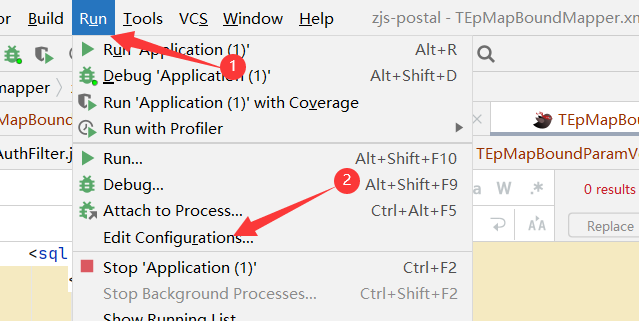 Build Run Tools VCS Window Help zjs-postal - TEpMapBoundMapper.xm
Run 'Application (1)' Alt+R
1
Debug 'Application (1)' Alt+Shift+D
mapper
Run 'Application (1)' with Coverage
MapBound
Run with Profiler
TEpMapBou
AuthFilter.j
Run... Alt+Shift+F10
TEpMapBoundParamV
Debug... Alt+Shift+F9
2
W .*
0 results
Attach to Process... Ctrl+Alt+F5
Replace
Edit Configurations...
<sql
Stop 'Application (1)' Ctrl+F2
<
Stop Background Processes... Ctrl+Shift+F2
Show Running List